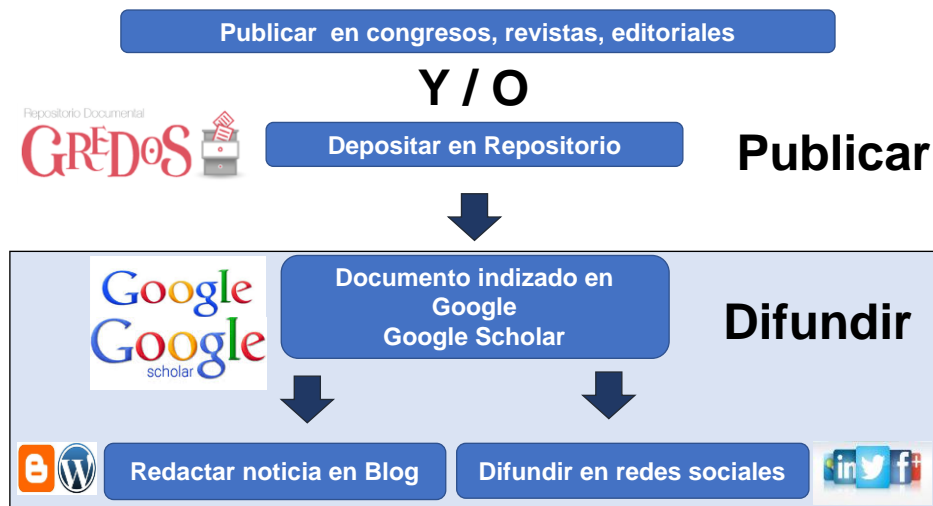 Publicar en congresos, revistas, editoriales
Y / O
Repositorio Documental
GREDOS
Depositar en Repositorio
Publicar
Google
Google
scholar
Documento indizado en
Google
Google Scholar
Difundir
Redactar noticia en Blog
Difundir en redes sociales
in
f